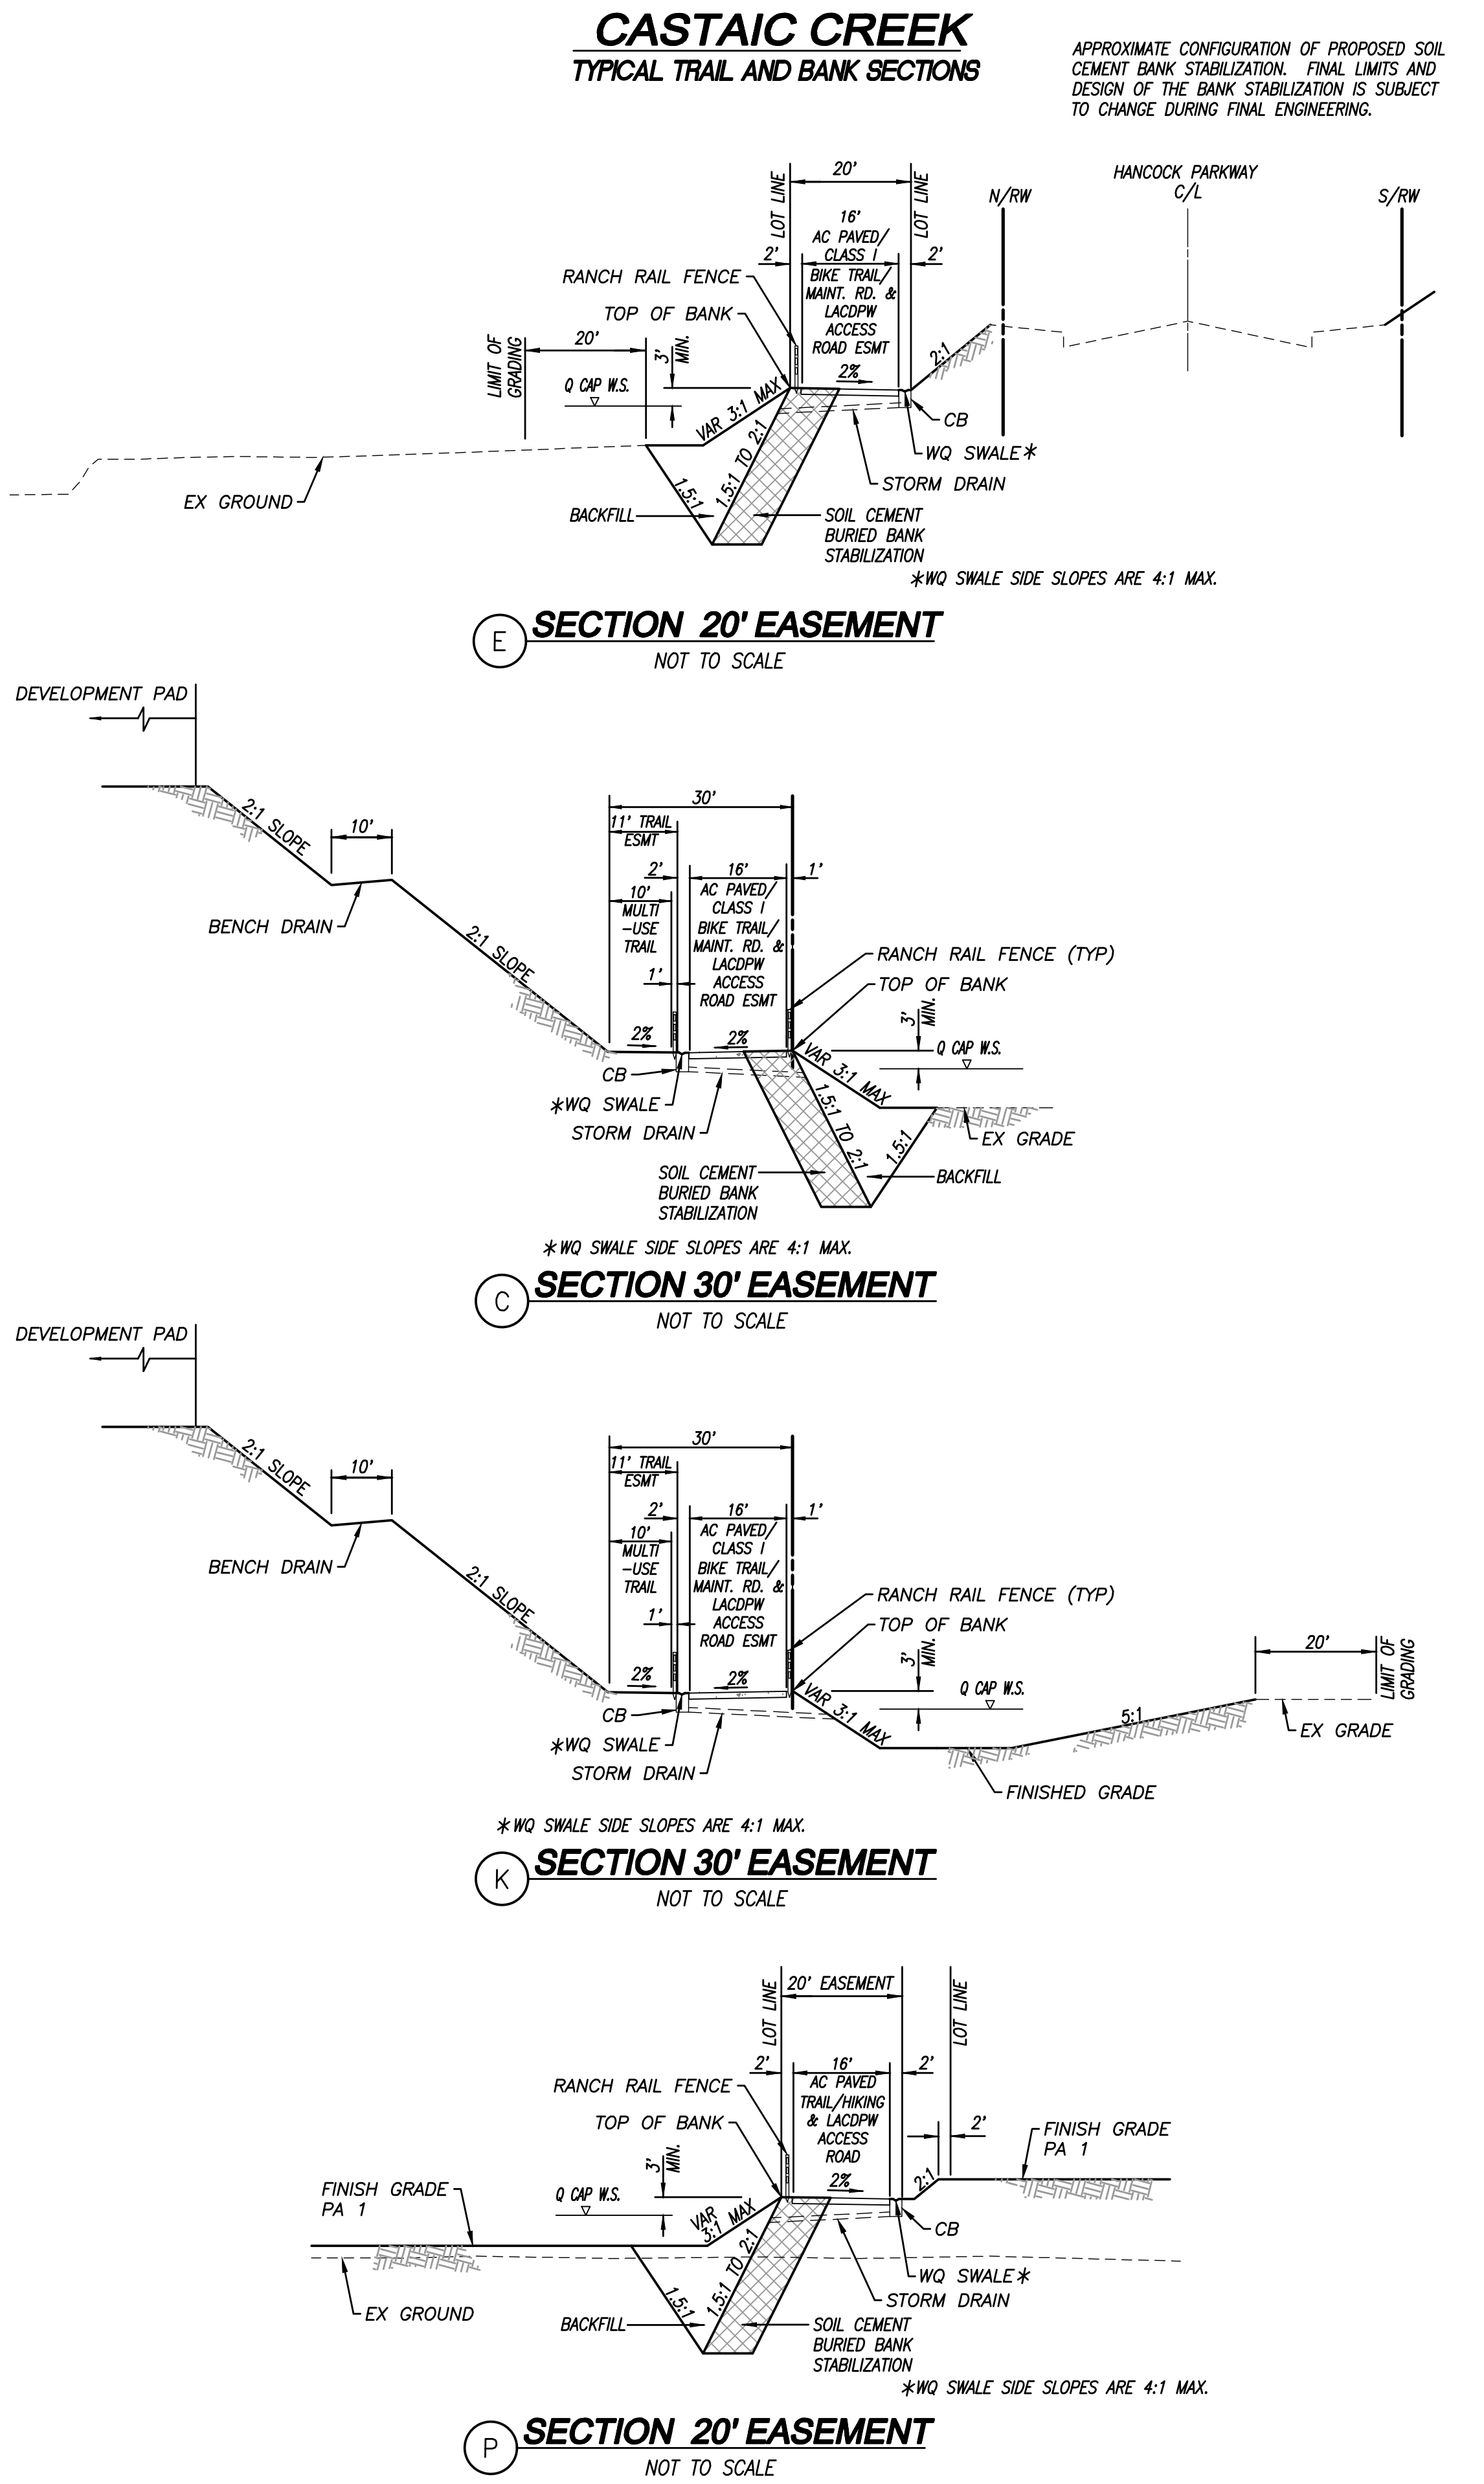 CASTAIC CREEK
TYPICAL TRAIL AND BANK SECTIONS
APPROXIMATE CONFIGURATION OF PROPOSED SOIL
CEMENT BANK STABILIZATION. FINAL LIMITS AND
DESIGN OF THE BANK STABILIZATION IS SUBJECT
TO CHANGE DURING FINAL ENGINEERING.
LOT LINE
20'
LOT LINE
N/RW
HANCOCK PARKWAY
C/L
S/RW
16'
AC PAVED/
CLASS I
BIKE TRAIL/
MAINT. RD. &
LACDPW
ACCESS
ROAD ESMT
2'
2'
RANCH RAIL FENCE
TOP OF BANK
LIMIT OF
GRADING
20'
3'
MIN.
Q CAP W.S.
VAR 3:1 MAX
2%
2:1
CB
WQ SWALE*
STORM DRAIN
EX GROUND
1.5:1
1.5:1 TO 2:1
BACKFILL
SOIL CEMENT
BURIED BANK
STABILIZATION
*WQ SWALE SIDE SLOPES ARE 4:1 MAX.
E
SECTION 20' EASEMENT
NOT TO SCALE
DEVELOPMENT PAD
2:1 SLOPE
10'
BENCH DRAIN
2:1 SLOPE
30'
11' TRAIL
ESMT
2'
16'
1'
10'
MULTI
-USE
TRAIL
1'
AC PAVED/
CLASS I
BIKE TRAIL/
MAINT. RD. &
LACDPW
ACCESS
ROAD ESMT
RANCH RAIL FENCE (TYP)
TOP OF BANK
3'
MIN.
Q CAP W.S.
2%
2%
VAR 3:1 MAX
CB
*WQ SWALE
STORM DRAIN
1.5:1 TO 2:1
1.5:1
EX GRADE
BACKFILL
SOIL CEMENT
BURIED BANK
STABILIZATION
*WQ SWALE SIDE SLOPES ARE 4:1 MAX.
C
SECTION 30' EASEMENT
NOT TO SCALE
DEVELOPMENT PAD
2:1 SLOPE
10'
BENCH DRAIN
2:1 SLOPE
30'
11' TRAIL
ESMT
2'
16'
1'
10'
MULTI
-USE
TRAIL
1'
AC PAVED/
CLASS I
BIKE TRAIL/
MAINT. RD. &
LACDPW
ACCESS
ROAD ESMT
RANCH RAIL FENCE (TYP)
TOP OF BANK
3'
MIN.
Q CAP W.S.
20'
LIMIT OF
GRADING
2%
2%
VAR 3:1 MAX
5:1
EX GRADE
CB
*WQ SWALE
STORM DRAIN
FINISHED GRADE
*WQ SWALE SIDE SLOPES ARE 4:1 MAX.
K
SECTION 30' EASEMENT
NOT TO SCALE
LOT LINE
20' EASEMENT
LOT LINE
2'
16'
2'
AC PAVED
TRAIL/HIKING
& LACDPW
ACCESS
ROAD
RANCH RAIL FENCE
TOP OF BANK
2'
FINISH GRADE
PA 1
3'
MIN.
Q CAP W.S.
FINISH GRADE
PA 1
VAR
3:1 MAX
2%
2:1
CB
WQ SWALE*
STORM DRAIN
EX GROUND
1.5:1
1.5:1 TO 2:1
BACKFILL
SOIL CEMENT
BURIED BANK
STABILIZATION
*WQ SWALE SIDE SLOPES ARE 4:1 MAX.
P
SECTION 20' EASEMENT
NOT TO SCALE